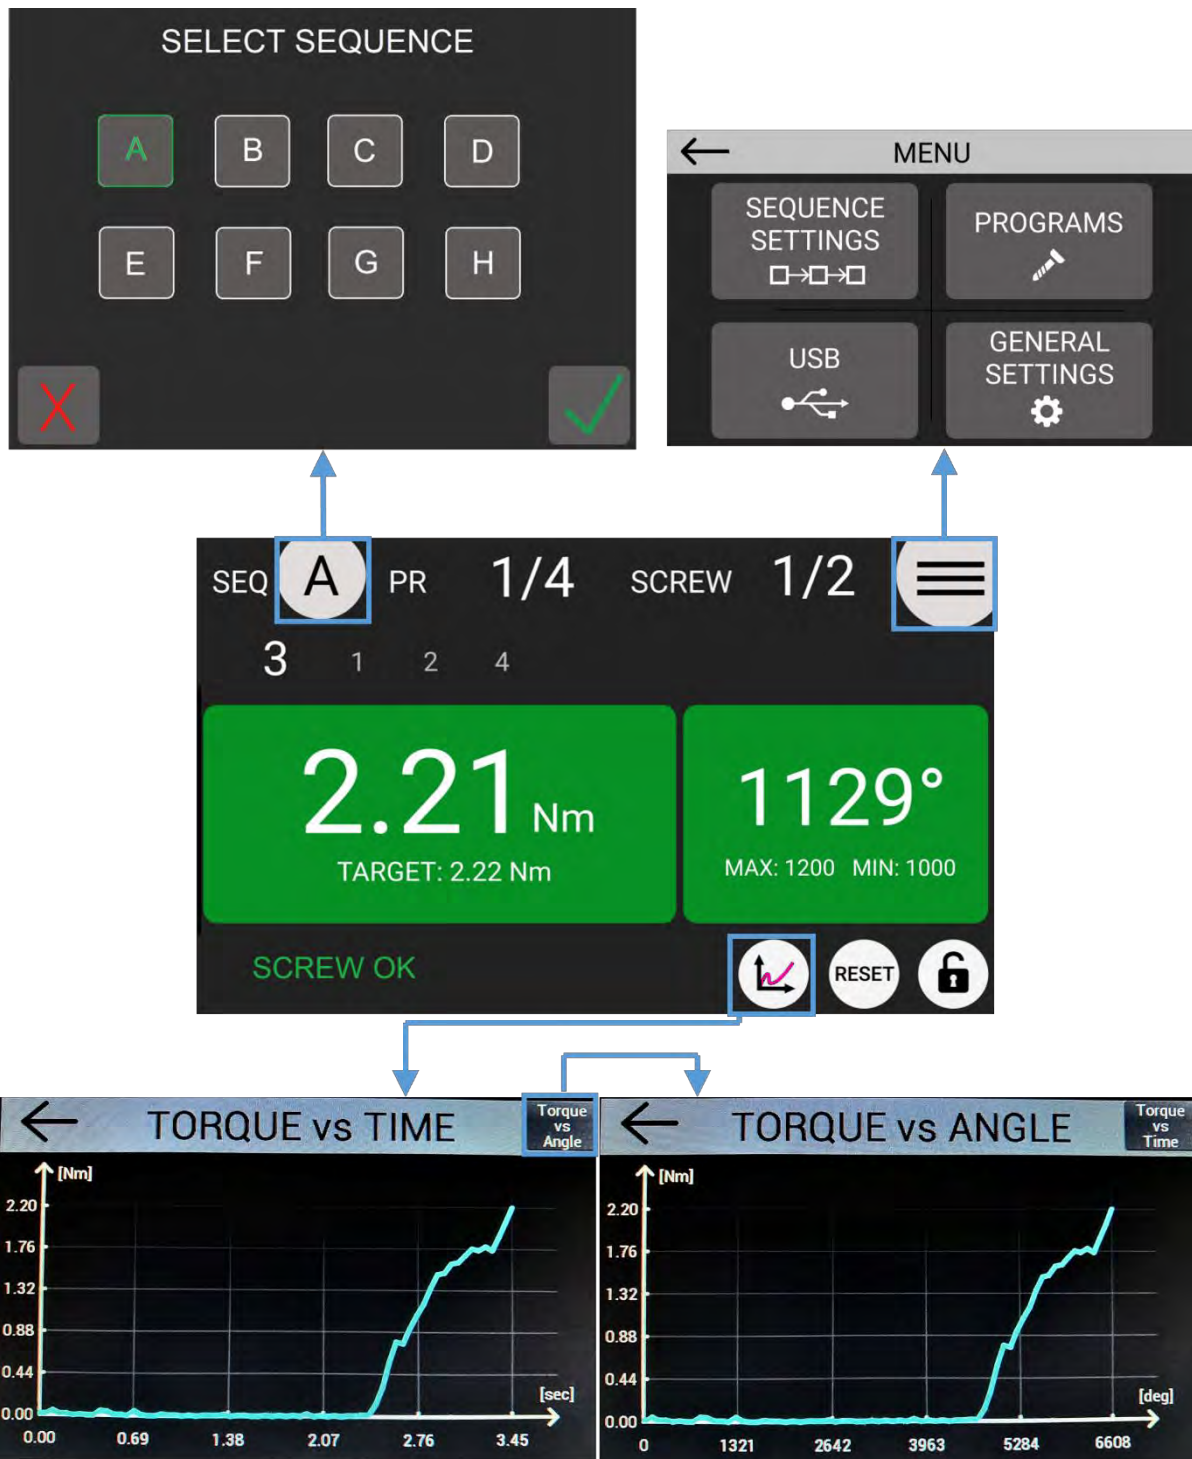 SELECT SEQUENCE
A B C D
E F G H
MENU
SEQUENCE
SETTINGS
PROGRAMS
USB
GENERAL
SETTINGS
SEQ A PR 1/4 SCREW 1/2
3 1 2 4
2.21 Nm
TARGET: 2.22 Nm
1129°
MAX: 1200 MIN: 1000
SCREW OK
RESET
TORQUE vs TIME
Torque
vs
Angle
[Nm]
2.20
1.76
1.32
0.88
0.44
0.00
[sec]
0.00 0.69 1.38 2.07 2.76 3.45
TORQUE vs ANGLE
Torque
vs
Time
[Nm]
2.20
1.76
1.32
0.88
0.44
0.00
[deg]
0 1321 2642 3963 5284 6608